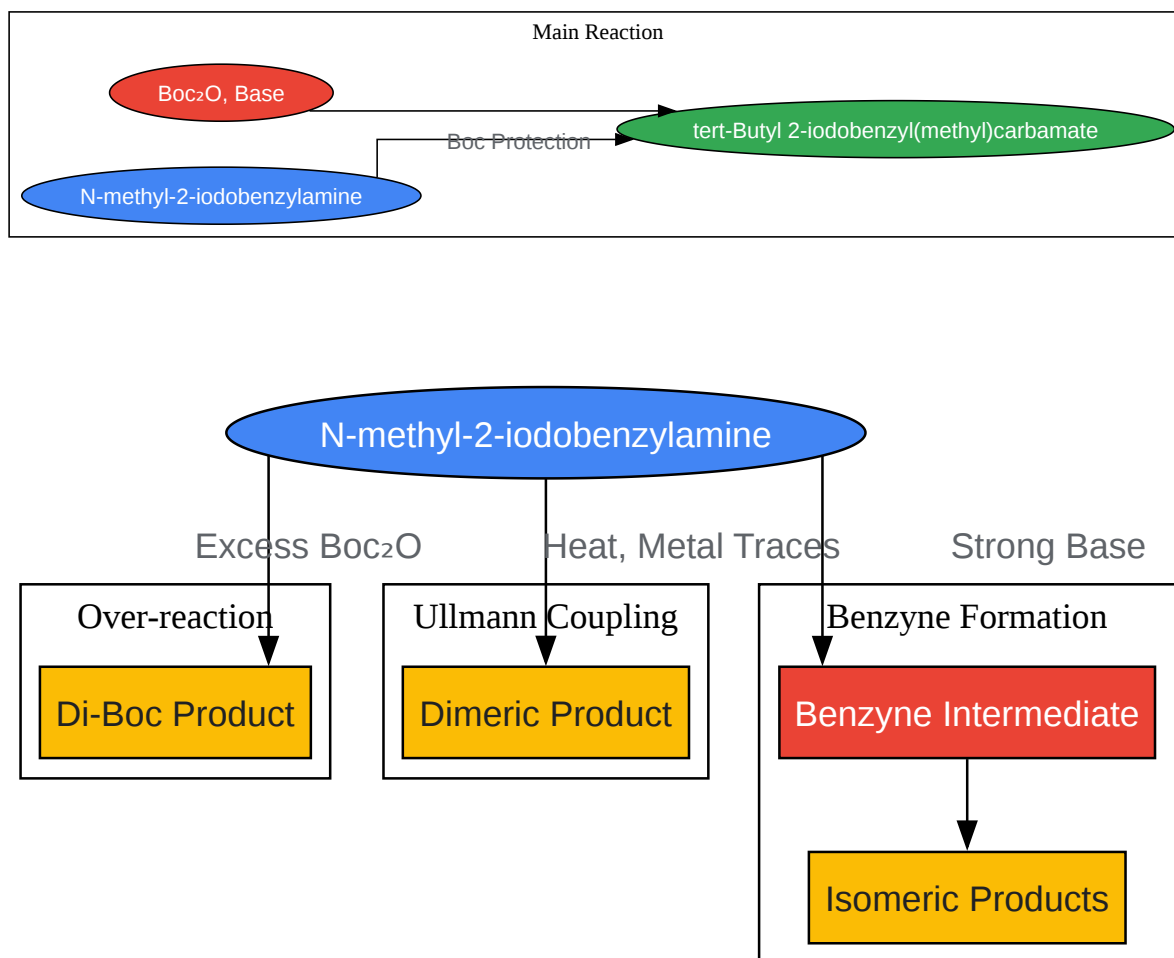 Main Reaction
Boc₂O, Base
tert-Butyl 2-iodobenzyl(methyl)carbamate
Boc Protection
N-methyl-2-iodobenzylamine
N-methyl-2-iodobenzylamine
Excess Boc₂O
Heat, Metal Traces
Strong Base
Over-reaction
Ullmann Coupling
Benzyne Formation
Di-Boc Product
Dimeric Product
Benzyne Intermediate
Isomeric Products